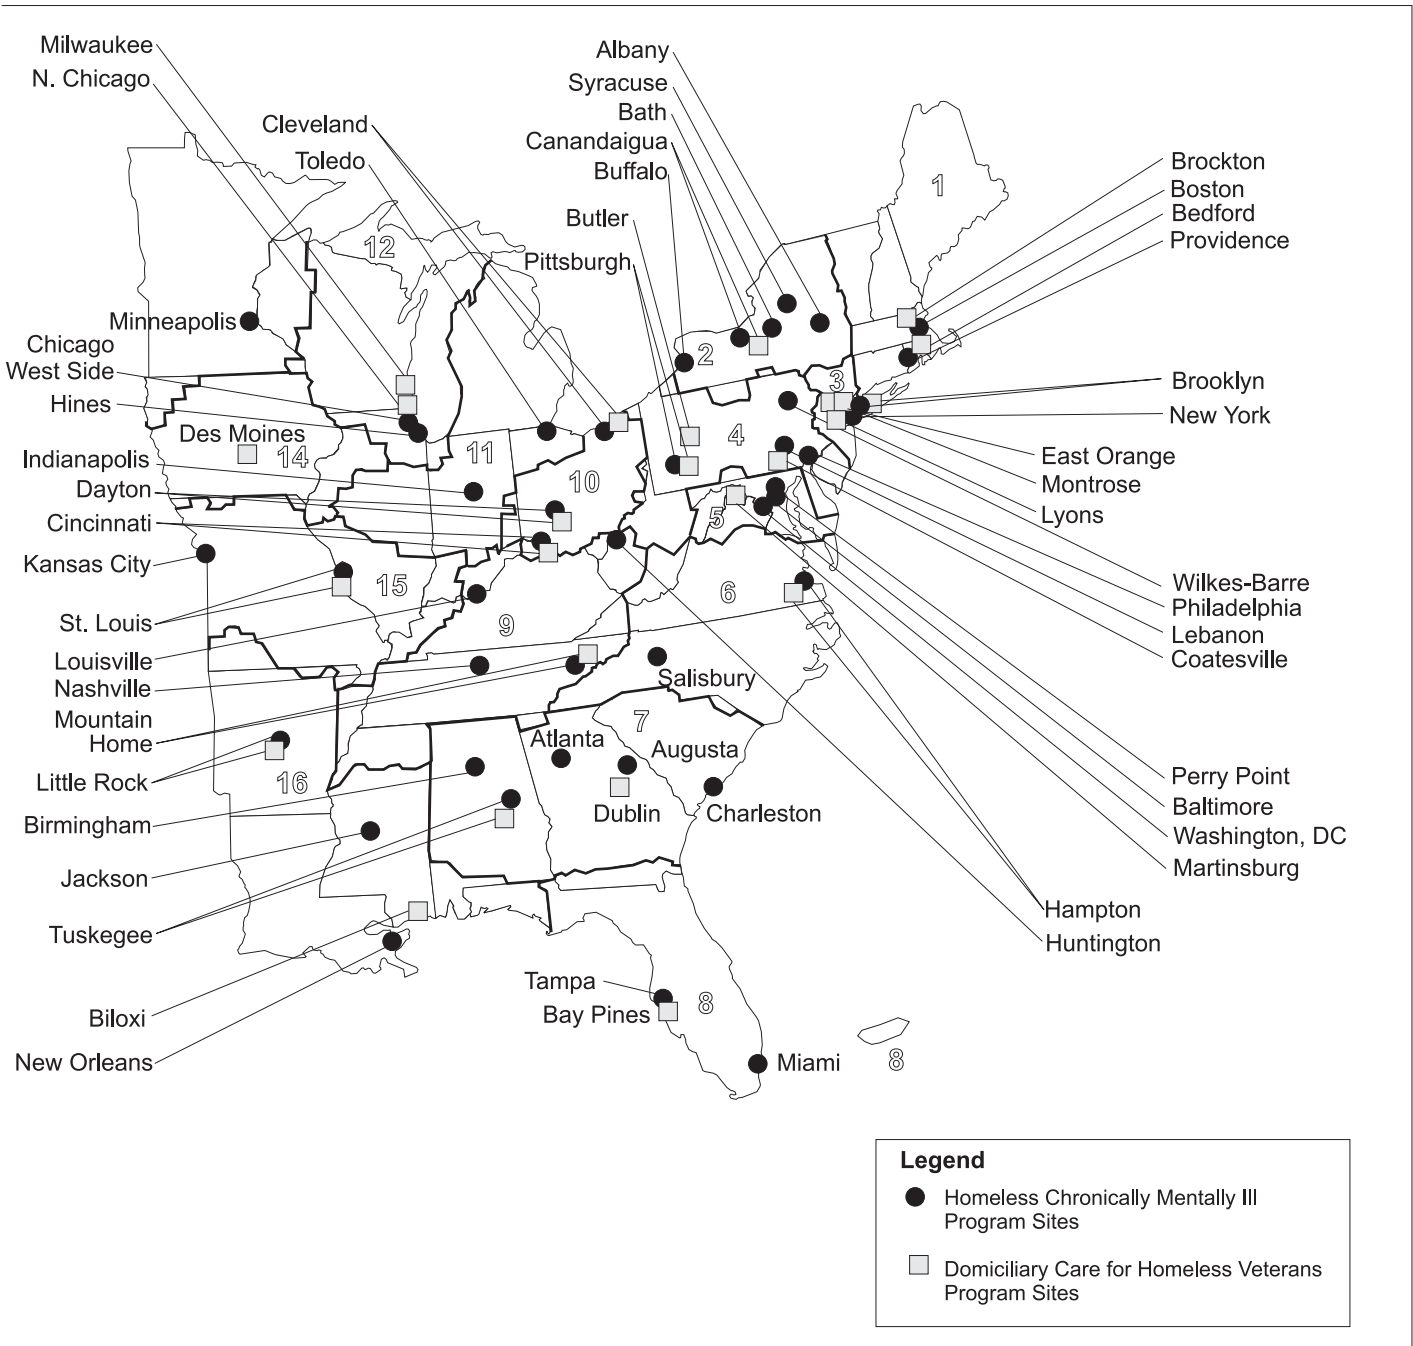 Milwaukee
N. Chicago
Cleveland
Toledo
Albany
Syracuse
Bath
Canandaigua
Buffalo
Butler
Pittsburgh
Brockton
Boston
Bedford
Providence
1
12
Minneapolis
2
Chicago
West Side
Hines
3
Brooklyn
New York
Des Moines
14
11
4
Indianapolis
10
East Orange
Montrose
Lyons
Dayton
Cincinnati
5
Kansas City
15
6
Wilkes-Barre
Philadelphia
Lebanon
Coatesville
St. Louis
9
Louisville
Nashville
Salisbury
Mountain
Home
7
Atlanta
Augusta
Little Rock
16
Dublin
Charleston
Perry Point
Baltimore
Washington, DC
Martinsburg
Birmingham
Jackson
Tuskegee
Hampton
Huntington
Tampa
Bay Pines
8
Biloxi
New Orleans
Miami
8
Legend
Homeless Chronically Mentally Ill
Program Sites
Domiciliary Care for Homeless Veterans
Program Sites